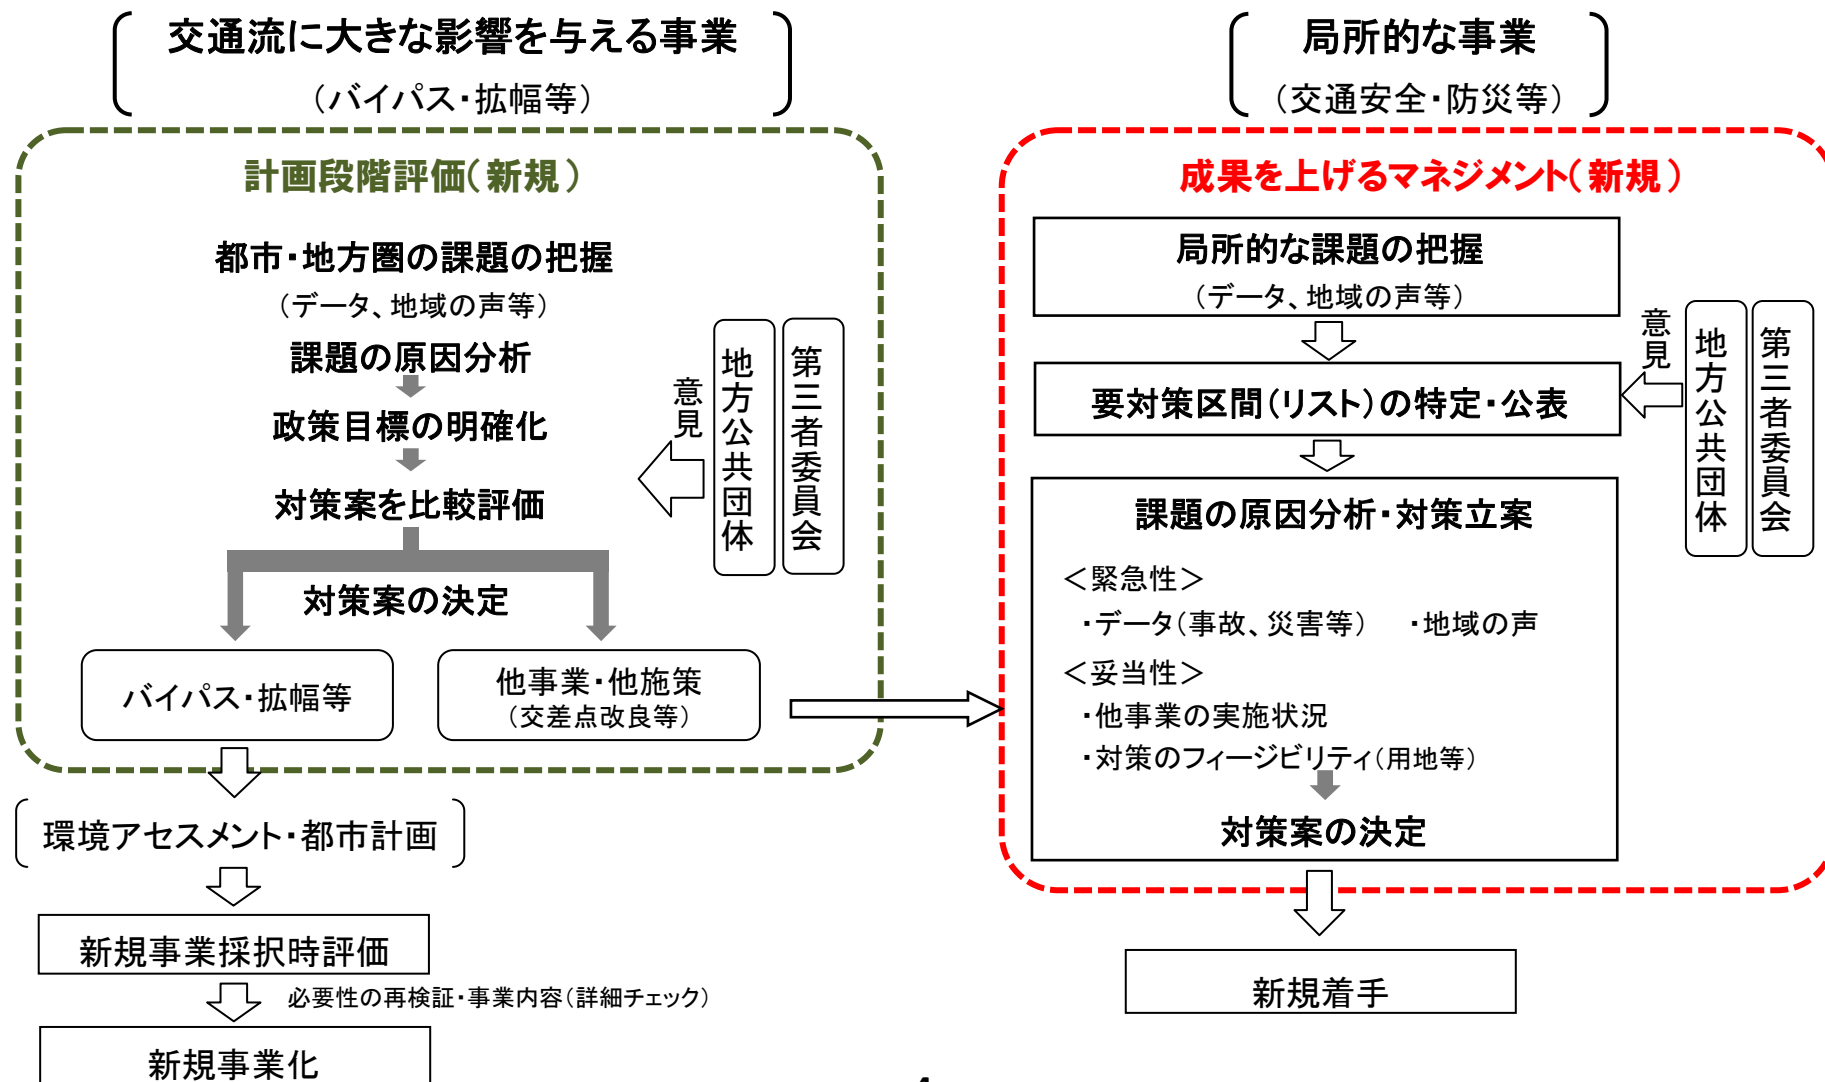 交通流に大きな影響を与える事業
（バイパス・拡幅等）
計画段階評価（新規）
都市・地方圏の課題の把握
（データ、地域の声等）
課題の原因分析
政策目標の明確化
対策案を比較評価
対策案の決定
意見
地方公共団体
第三者委員会
バイパス・拡幅等
他事業・他施策
（交差点改良等）
環境アセスメント・都市計画
新規事業採択時評価
必要性の再検証・事業内容（詳細チェック）
新規事業化
局所的な事業
（交通安全・防災等）
成果を上げるマネジメント（新規）
局所的な課題の把握
（データ、地域の声等）
要対策区間（リスト）の特定・公表
意見
地方公共団体
第三者委員会
課題の原因分析・対策立案
＜緊急性＞
・データ（事故、災害等）　・地域の声
＜妥当性＞
・他事業の実施状況
・対策のフィージビリティ（用地等）
対策案の決定
新規着手